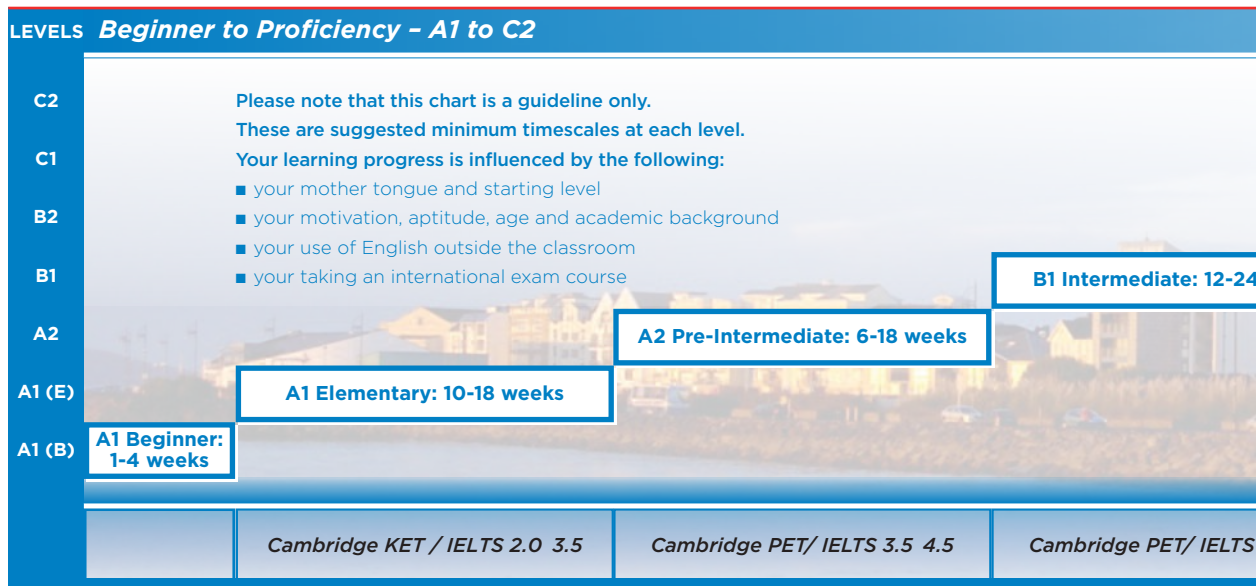 LEVELS Beginner to Proficiency – A1 to C2
C2
Please note that this chart is a guideline only.
These are suggested minimum timescales at each level.
C1
Your learning progress is influenced by the following:
■ your mother tongue and starting level
B2
■ your motivation, aptitude, age and academic background
■ your use of English outside the classroom
B1
■ your taking an international exam course
B1 Intermediate: 12-24
A2
A2 Pre-Intermediate: 6-18 weeks
A1 (E)
A1 Elementary: 10-18 weeks
A1 (B)
A1 Beginner:
1-4 weeks
Cambridge KET / IELTS 2.0 3.5
Cambridge PET/ IELTS 3.5 4.5
Cambridge PET/ IELTS